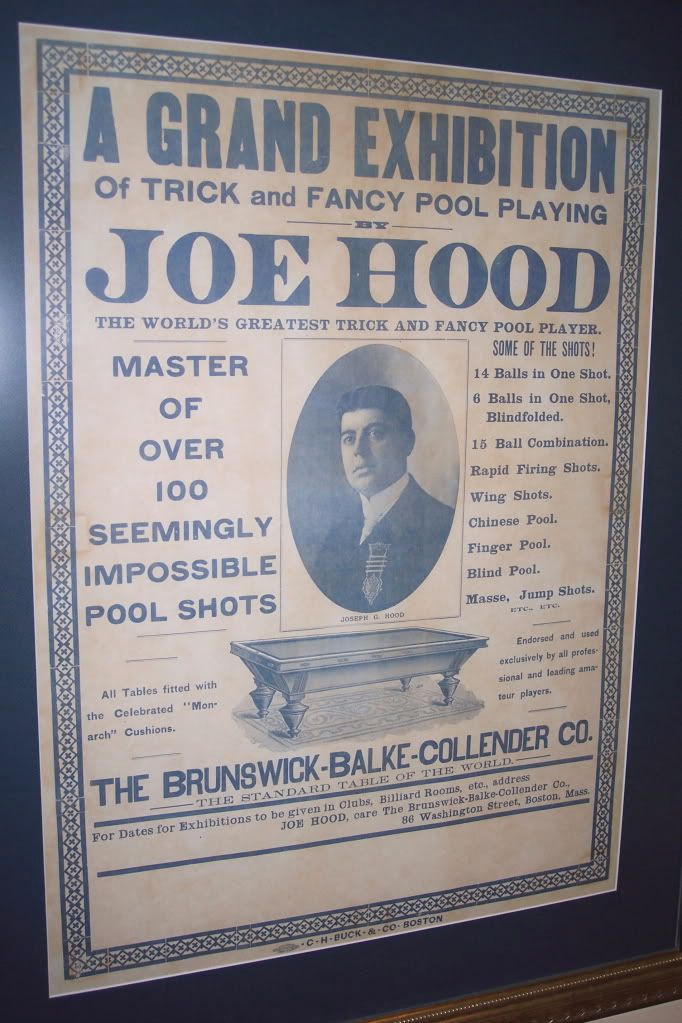 A GRAND EXHIBITION
Of TRICK and FANCY POOL PLAYING
BY
JOE HOOD
THE WORLD'S GREATEST TRICK AND FANCY POOL PLAYER.
MASTER
OF
OVER
100
SEEMINGLY
IMPOSSIBLE
POOL SHOTS
JOSEPH G. HOOD
SOME OF THE SHOTS!
14 Balls in One Shot.
6 Balls in One Shot,
Blindfolded.
15 Ball Combination.
Rapid Firing Shots.
Wing Shots.
Chinese Pool.
Finger Pool.
Blind Pool.
Masse, Jump Shots.
ETC., ETC.
All Tables fitted with
the Celebrated "Mon-
arch" Cushions.
Endorsed and used
exclusively by all profes-
sional and leading ama-
teur players.
THE BRUNSWICK-BALKE-COLLENDER CO.
THE STANDARD TABLE OF THE WORLD.
For Dates for Exhibitions to be given in Clubs, Billiard Rooms, etc., address
JOE HOOD, care The Brunswick-Balke-Collender Co.,
86 Washington Street, Boston, Mass.
C-H-BUCK-&-CO-BOSTON